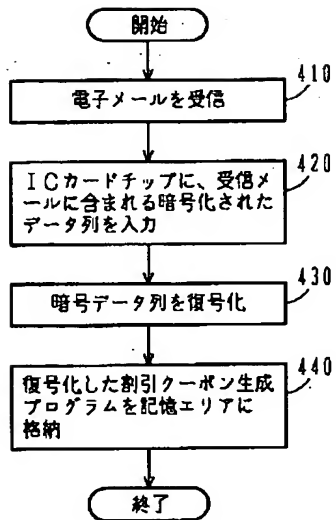 開始
410
電子メールを受信
420
ICカードチップに、受信メ
ールに含まれる暗号化された
データ列を入力
430
暗号データ列を復号化
440
復号化した割引クーポン生成
プログラムを記憶エリアに
格納
終了